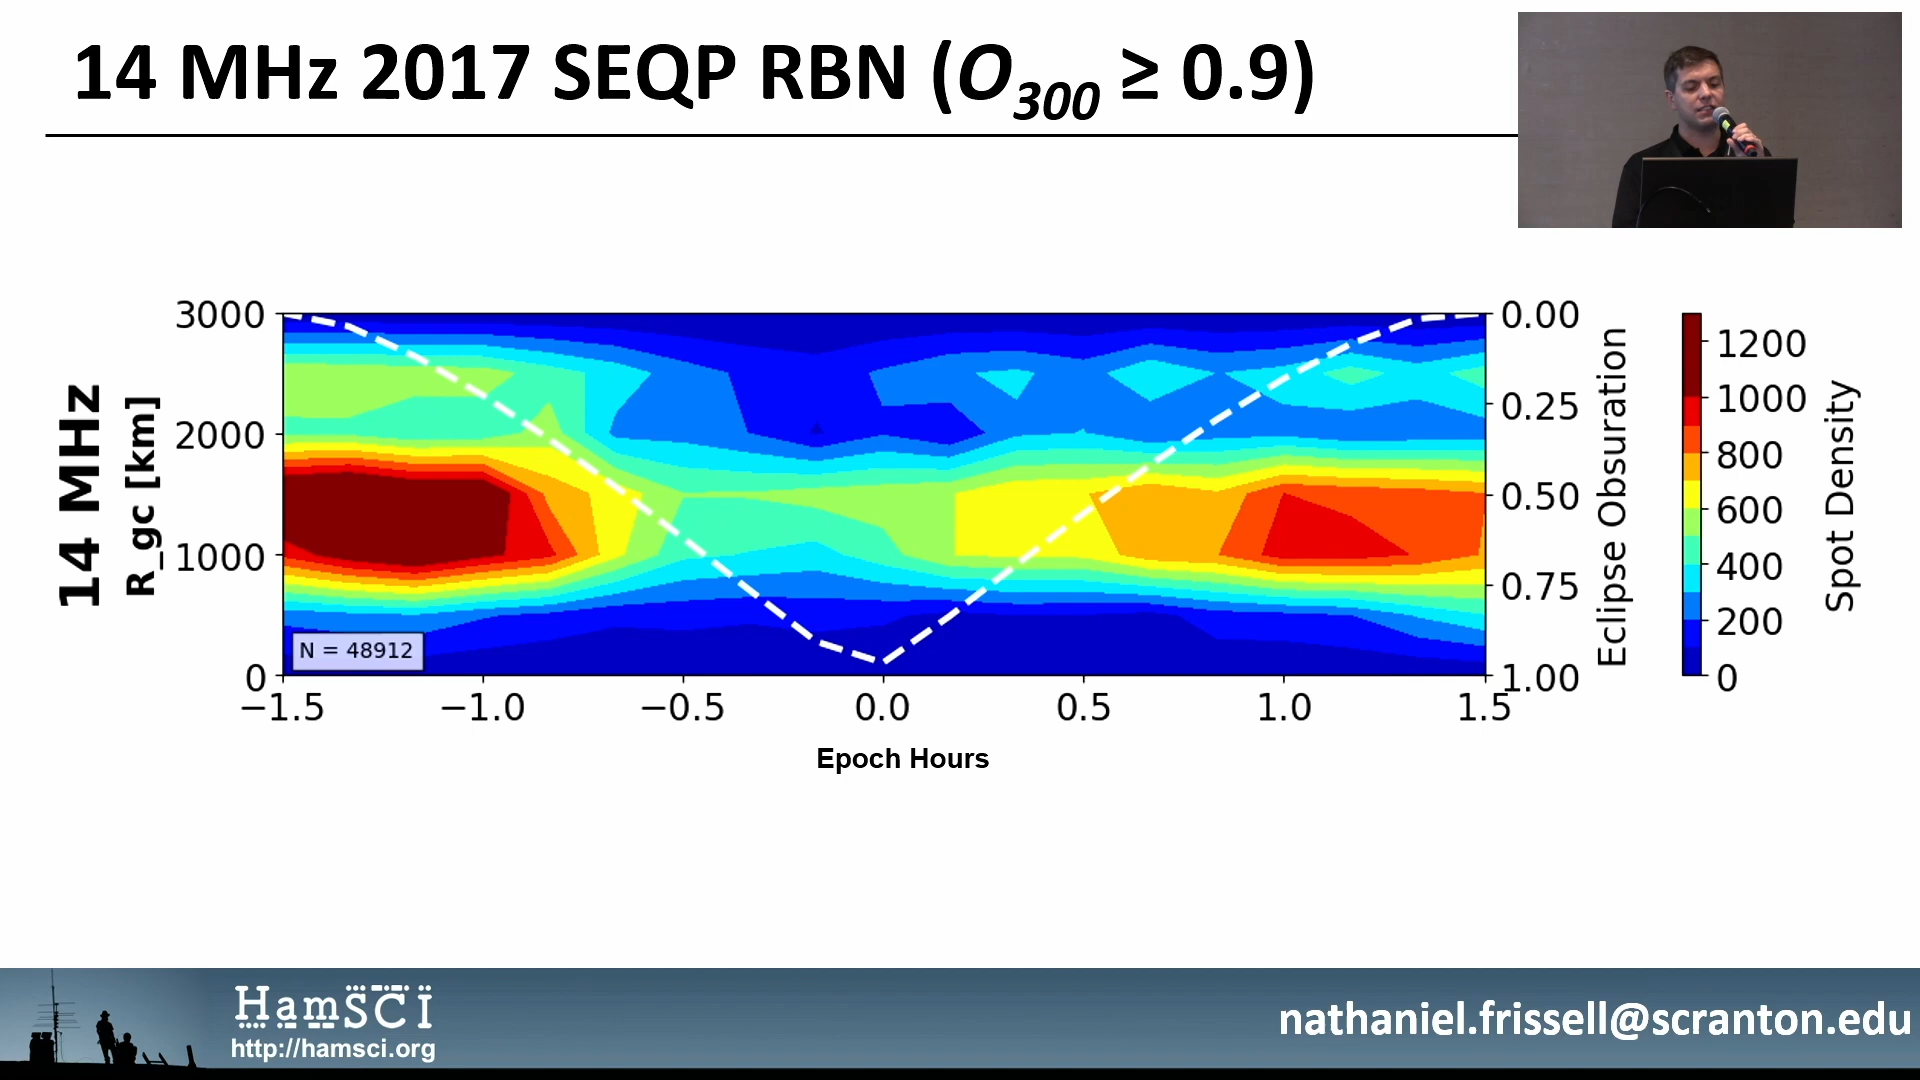 14 MHz 2017 SEQP RBN (O300 ≥ 0.9)
14 MHz
R_gc [km]
3000
2000
1000
0
N = 48912
−1.5 −1.0 −0.5 0.0 0.5 1.0 1.5
Epoch Hours
0.00
0.25
0.50
0.75
1.00
Eclipse Obsuration
1200
1000
800
600
400
200
0
Spot Density
HamSCI
http://hamsci.org
nathaniel.frissell@scranton.edu